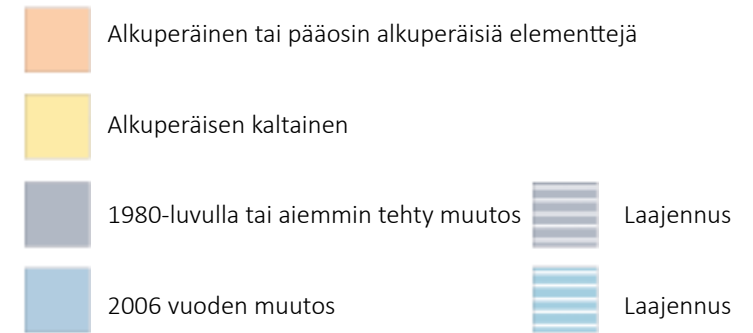 Alkuperäinen tai pääosin alkuperäisiä elementtejä
Alkuperäisen kaltainen
1980-luvulla tai aiemmin tehty muutos Laajennus
2006 vuoden muutos Laajennus